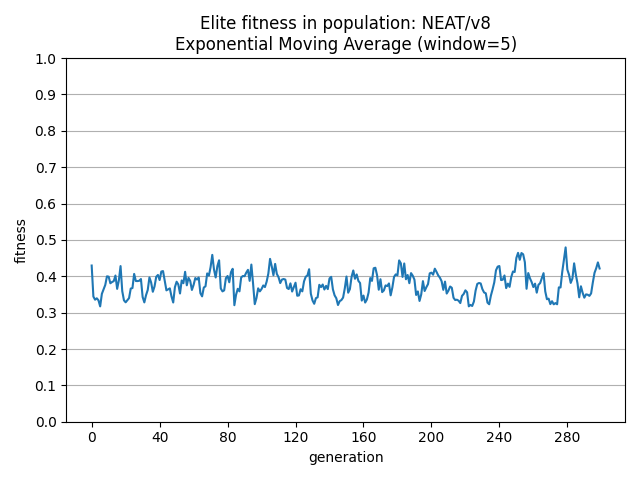 Elite fitness in population: NEAT/v8
Exponential Moving Average (window=5)
fitness
1.0
0.9
0.8
0.7
0.6
0.5
0.4
0.3
0.2
0.1
0.0
0 40 80 120 160 200 240 280
generation